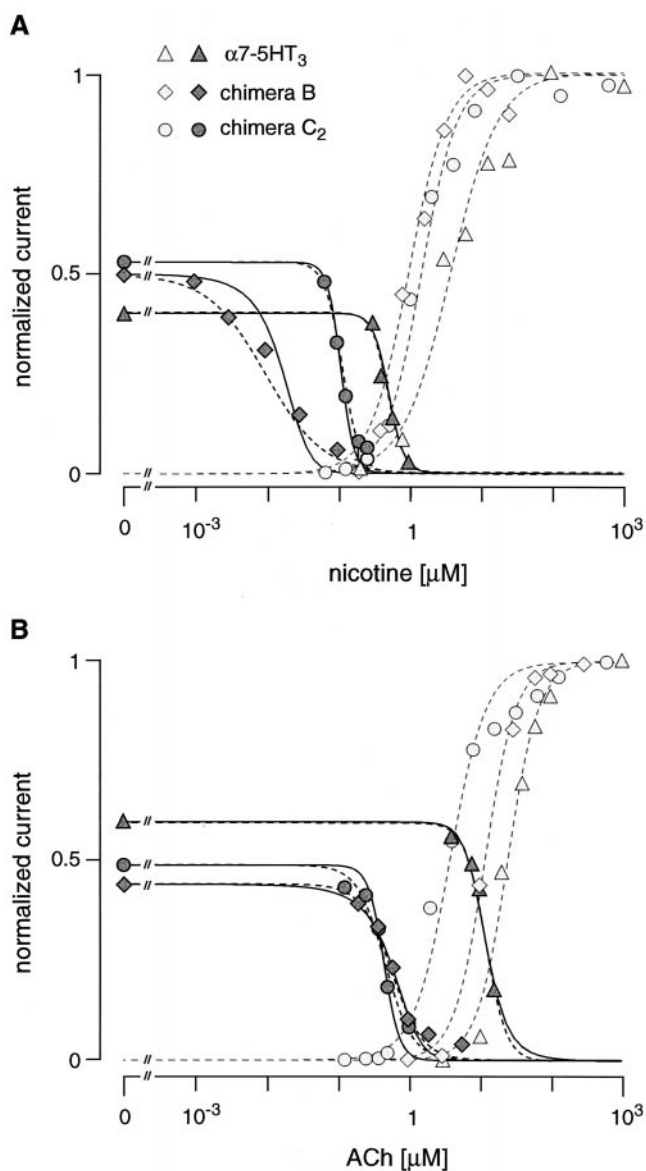 A
α7-5HT₃
chimera B
chimera C₂
1
0.5
0
normalized current
0 10⁻³ 1 10³
nicotine [μM]
B
1
0.5
0
normalized current
0 10⁻³ 1 10³
ACh [μM]